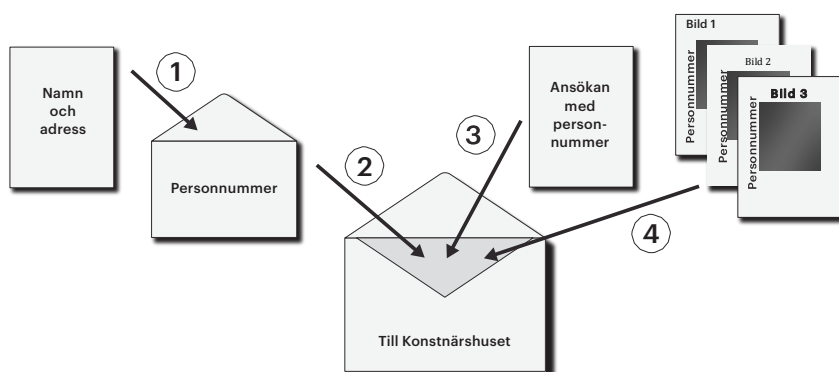 Namn
och
adress
1
Personnummer
2
3
Ansökan
med
person-
nummer
Bild 1
Personnummer
Bild 2
Personnummer
Bild 3
Personnummer
4
Till Konstnärshuset